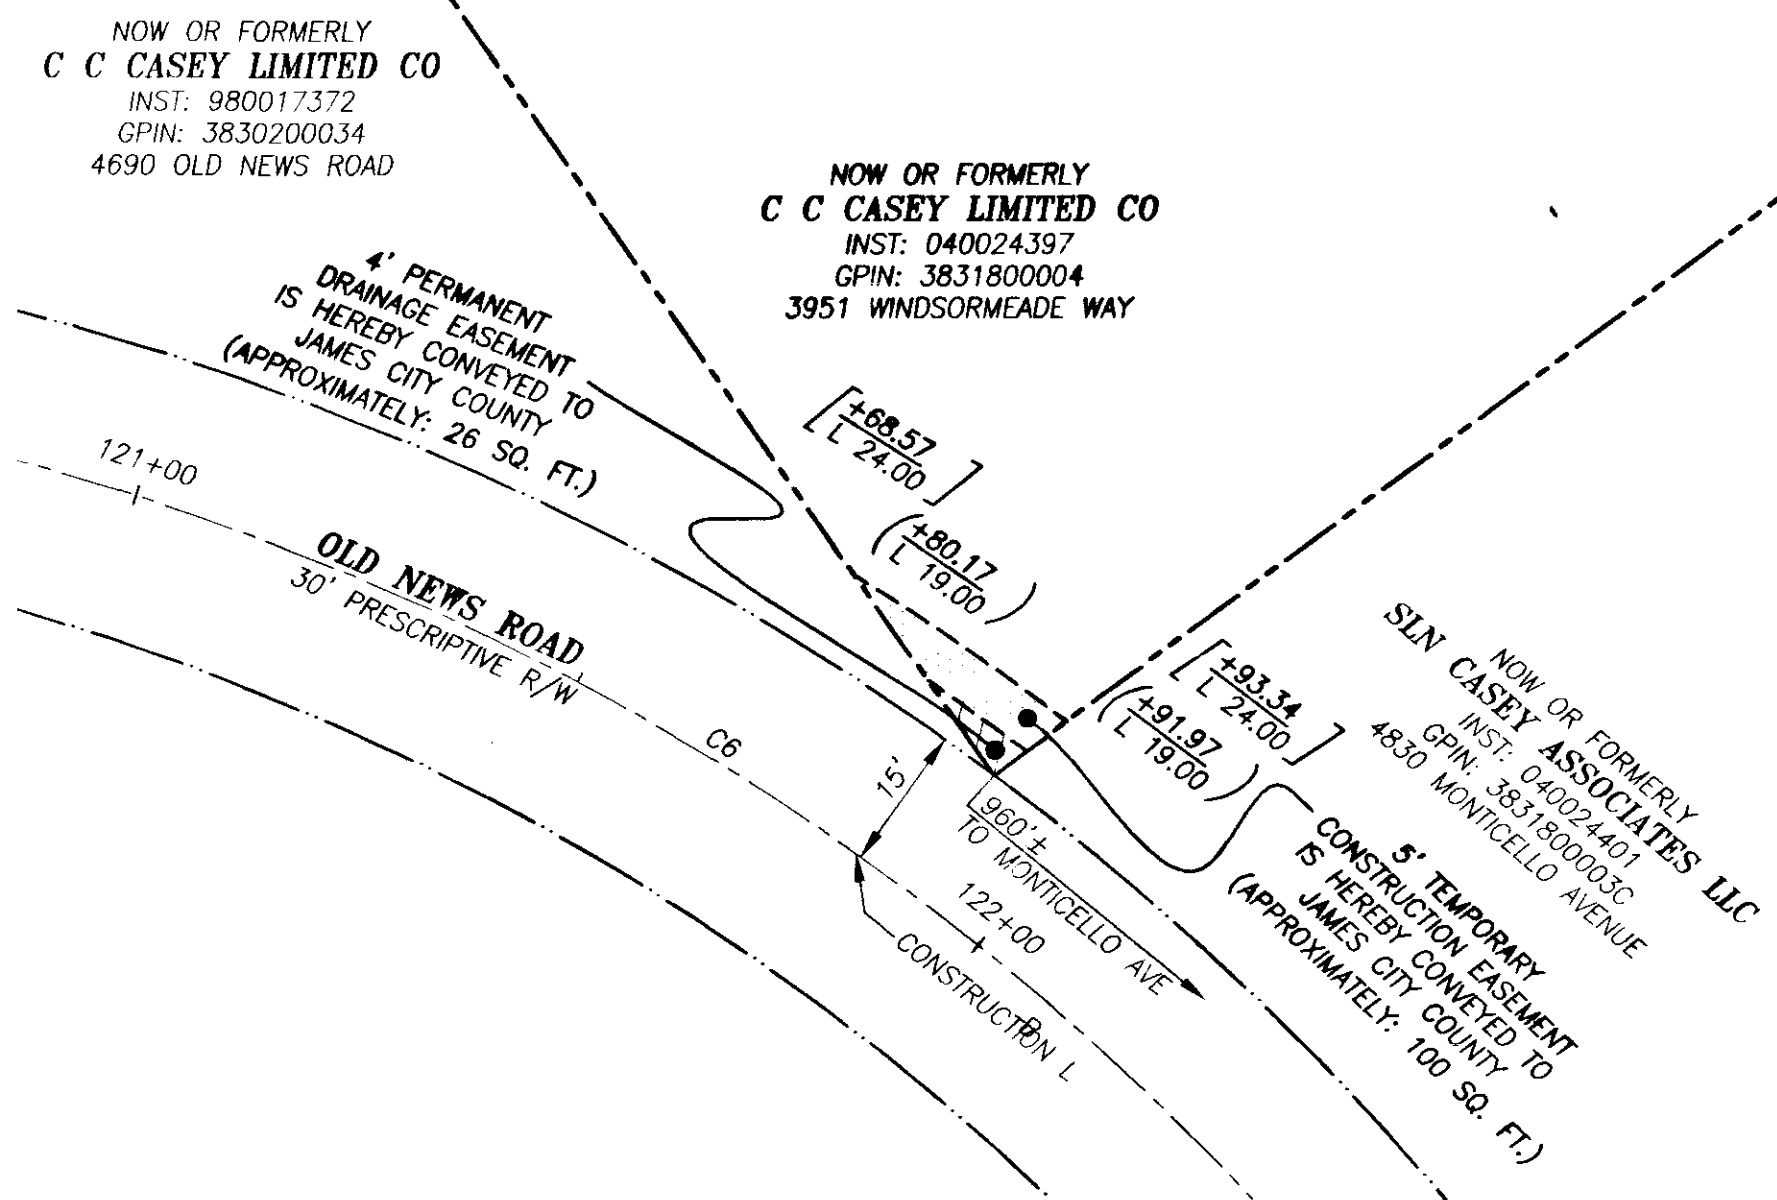 NOW OR FORMERLY
C C CASEY LIMITED CO
INST: 980017372
GPIN: 3830200034
4690 OLD NEWS ROAD
NOW OR FORMERLY
C C CASEY LIMITED CO
INST: 040024397
GPIN: 3831800004
3951 WINDSORMEADE WAY
4' PERMANENT
DRAINAGE EASEMENT
IS HEREBY CONVEYED TO
JAMES CITY COUNTY
(APPROXIMATELY: 26 SQ. FT.)
[+68.57
L 24.00]
(+80.17
L 19.00)
121+00
OLD NEWS ROAD
30' PRESCRIPTIVE R/W
[+93.34
L 24.00]
(+91.97
L 19.00)
NOW OR FORMERLY
SLN CASEY ASSOCIATES LLC
INST: 040024401
GPIN: 3831800003C
4830 MONTICELLO AVENUE
C6
15'
960'±
TO MONTICELLO AVE
122+00
CONSTRUCTION B L
5' TEMPORARY
CONSTRUCTION EASEMENT
IS HEREBY CONVEYED TO
JAMES CITY COUNTY
(APPROXIMATELY: 100 SQ. FT.)